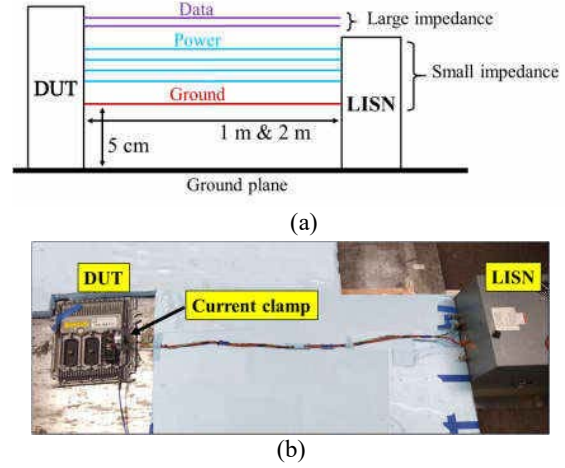 Data
Large impedance
Power
Small impedance
DUT
LISN
Ground
1 m & 2 m
5 cm
Ground plane
(a)
DUT
LISN
Current clamp
(b)